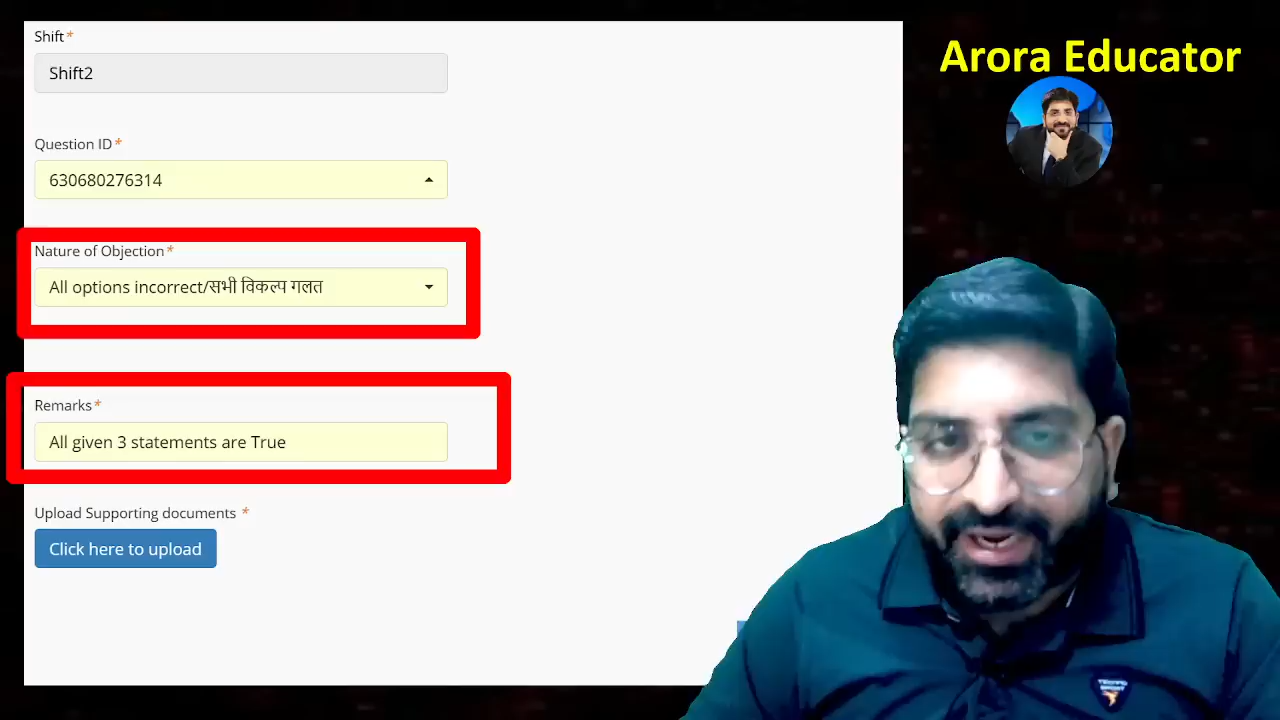 Shift*
Shift2
Question ID*
630680276314
Nature of Objection*
All options incorrect/सभी विकल्प गलत
Remarks*
All given 3 statements are True
Upload Supporting documents *
Click here to upload
Arora Educator